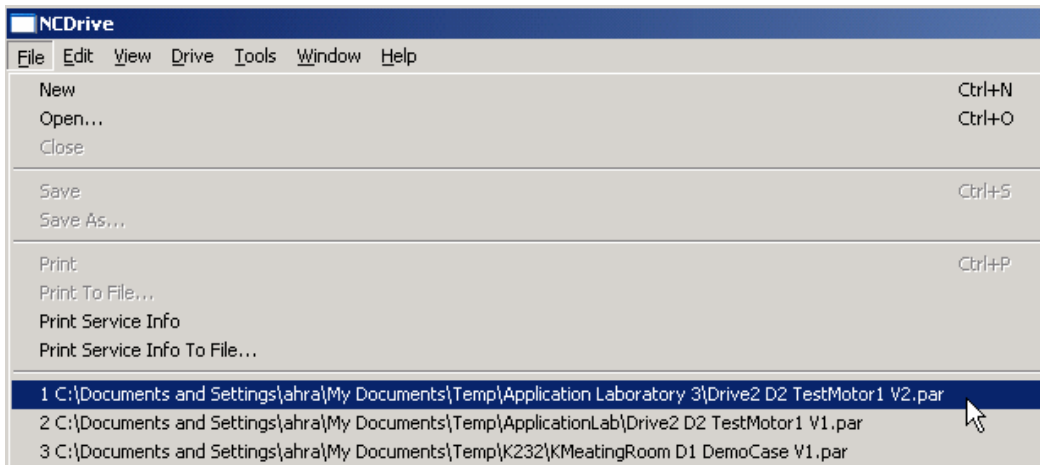 NCDrive
File Edit View Drive Tools Window Help
New Ctrl+N
Open... Ctrl+O
Close
Save Ctrl+S
Save As...
Print Ctrl+P
Print To File...
Print Service Info
Print Service Info To File...
1 C:\Documents and Settings\ahra\My Documents\Temp\Application Laboratory 3\Drive2 D2 TestMotor1 V2.par
2 C:\Documents and Settings\ahra\My Documents\Temp\ApplicationLab\Drive2 D2 TestMotor1 V1.par
3 C:\Documents and Settings\ahra\My Documents\Temp\K232\KMeatingRoom D1 DemoCase V1.par